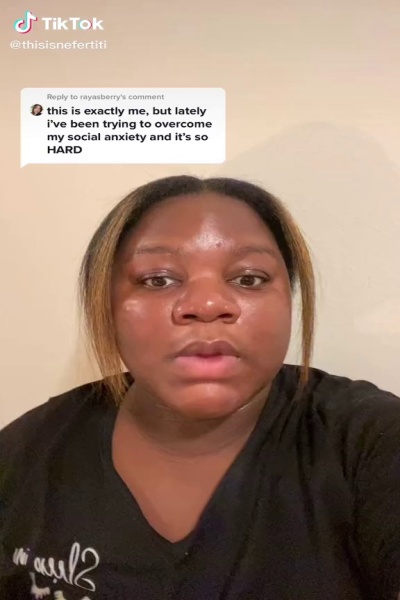 TikTok
@thisisnefertiti
Reply to rayasberry's comment
this is exactly me, but lately
i've been trying to overcome
my social anxiety and it's so
HARD